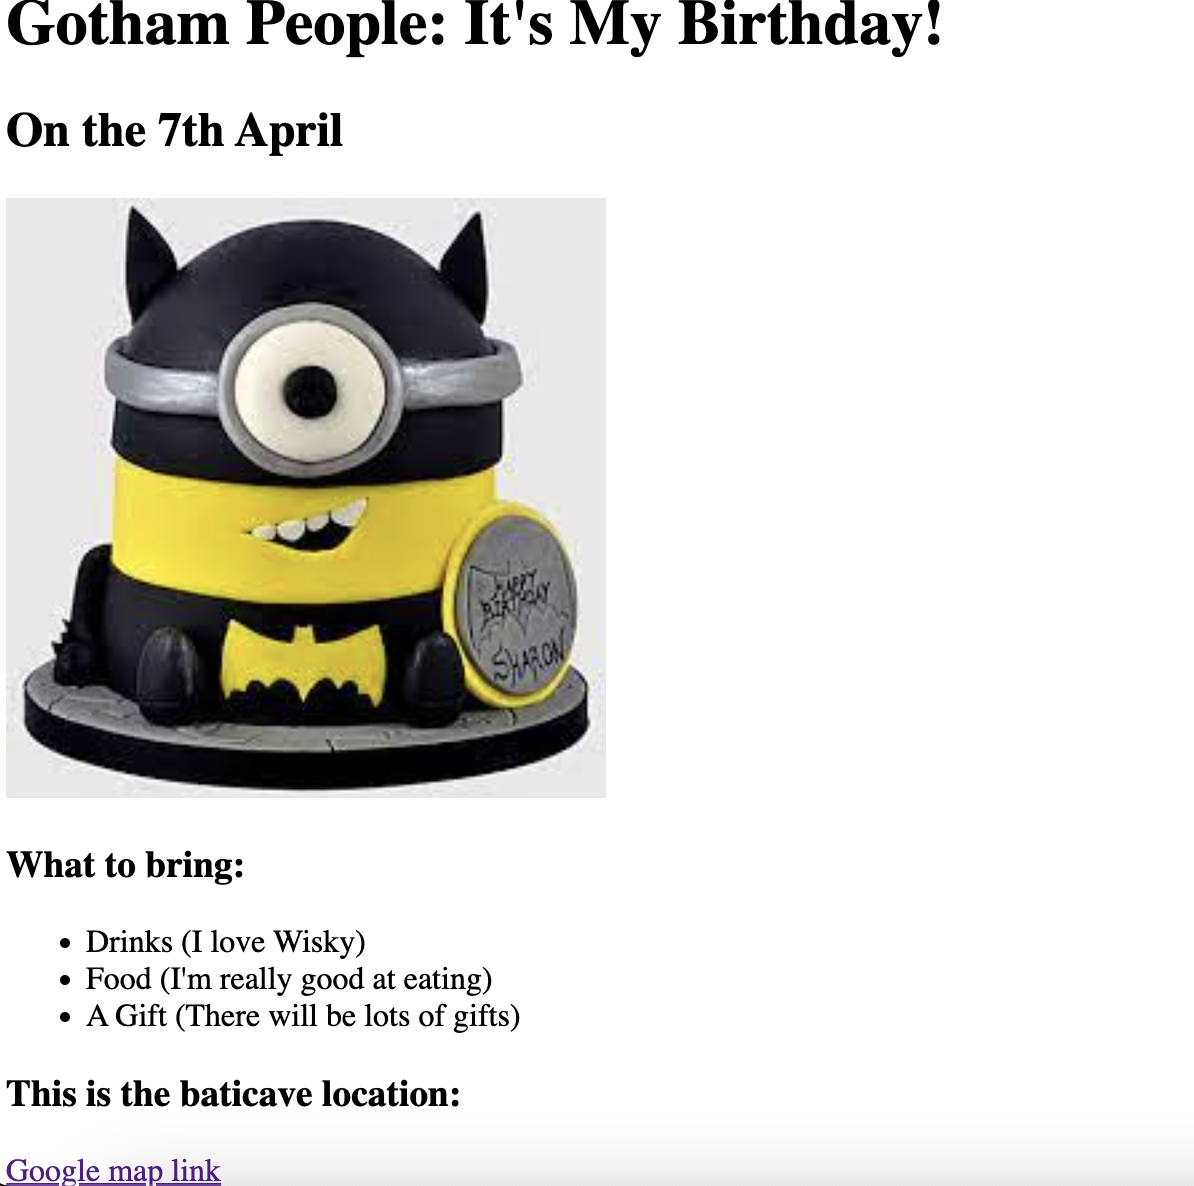 Gotham People: It's My Birthday!
On the 7th April
HAPPY
BIRTHDAY
SHARON
What to bring:
Drinks (I love Wisky)
Food (I'm really good at eating)
A Gift (There will be lots of gifts)
This is the baticave location:
Google map link